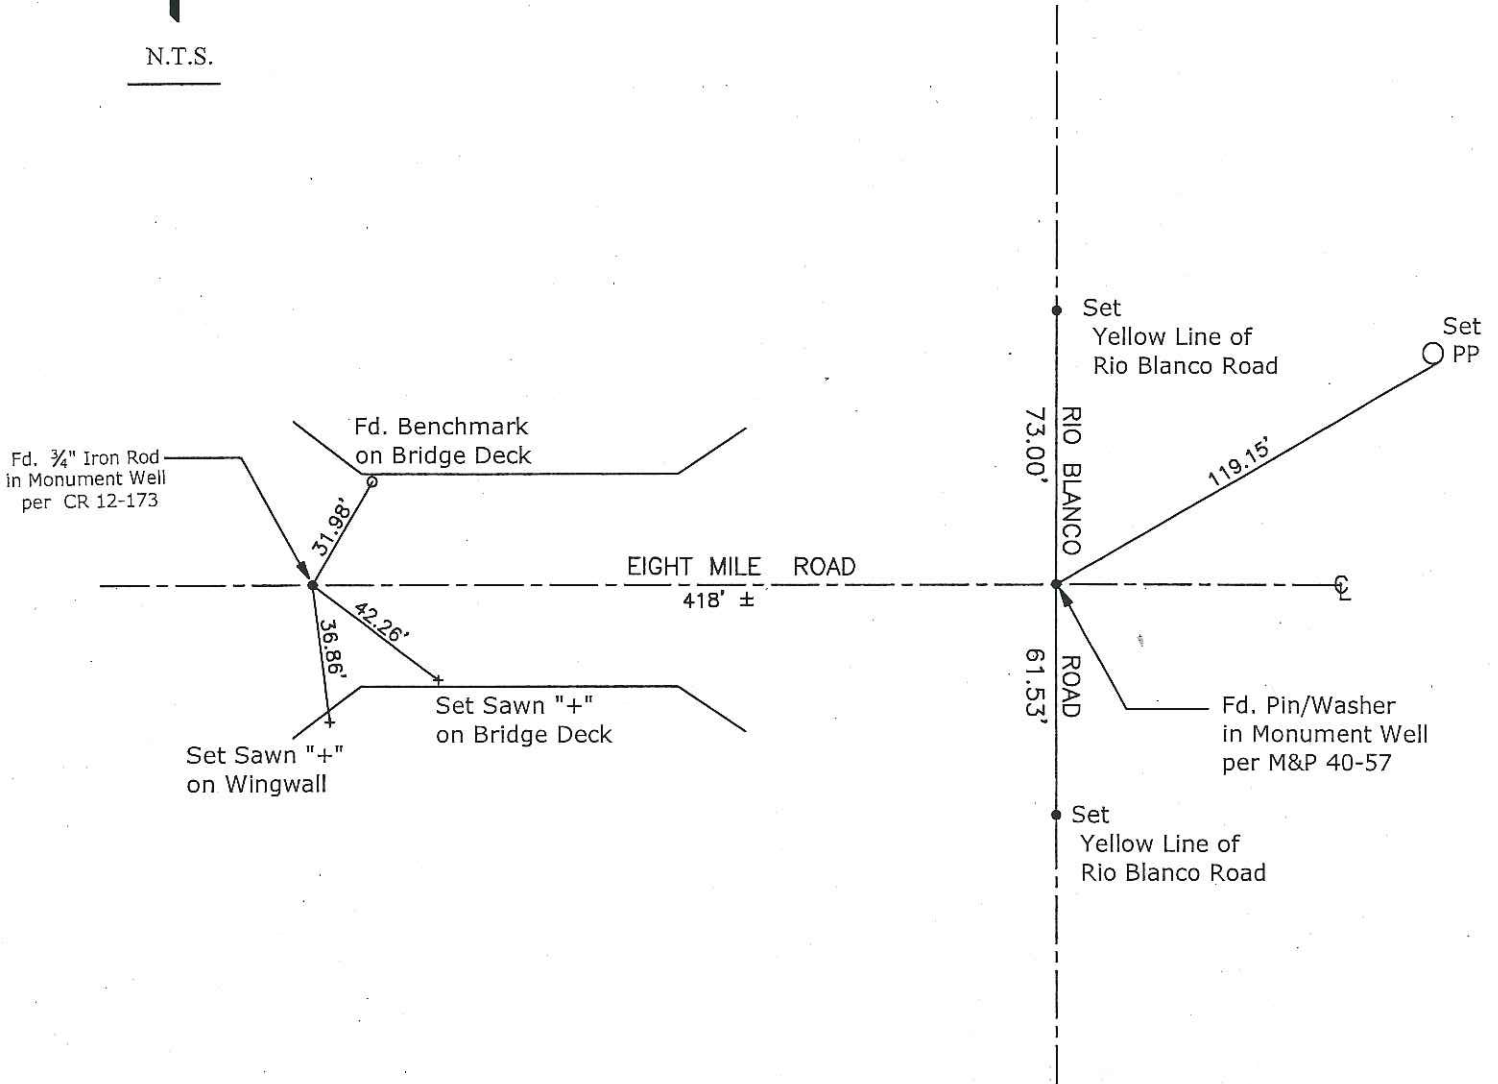 N.T.S.
Set
Yellow Line of
Rio Blanco Road
Set
PP
Fd. Benchmark
on Bridge Deck
Fd. ¾" Iron Rod
in Monument Well
per CR 12-173
RIO BLANCO ROAD
73.00'
119.15'
31.98'
EIGHT MILE ROAD
418' ±
℄
42.26'
36.86'
61.53'
Set Sawn "+"
on Bridge Deck
Set Sawn "+"
on Wingwall
Fd. Pin/Washer
in Monument Well
per M&P 40-57
Set
Yellow Line of
Rio Blanco Road